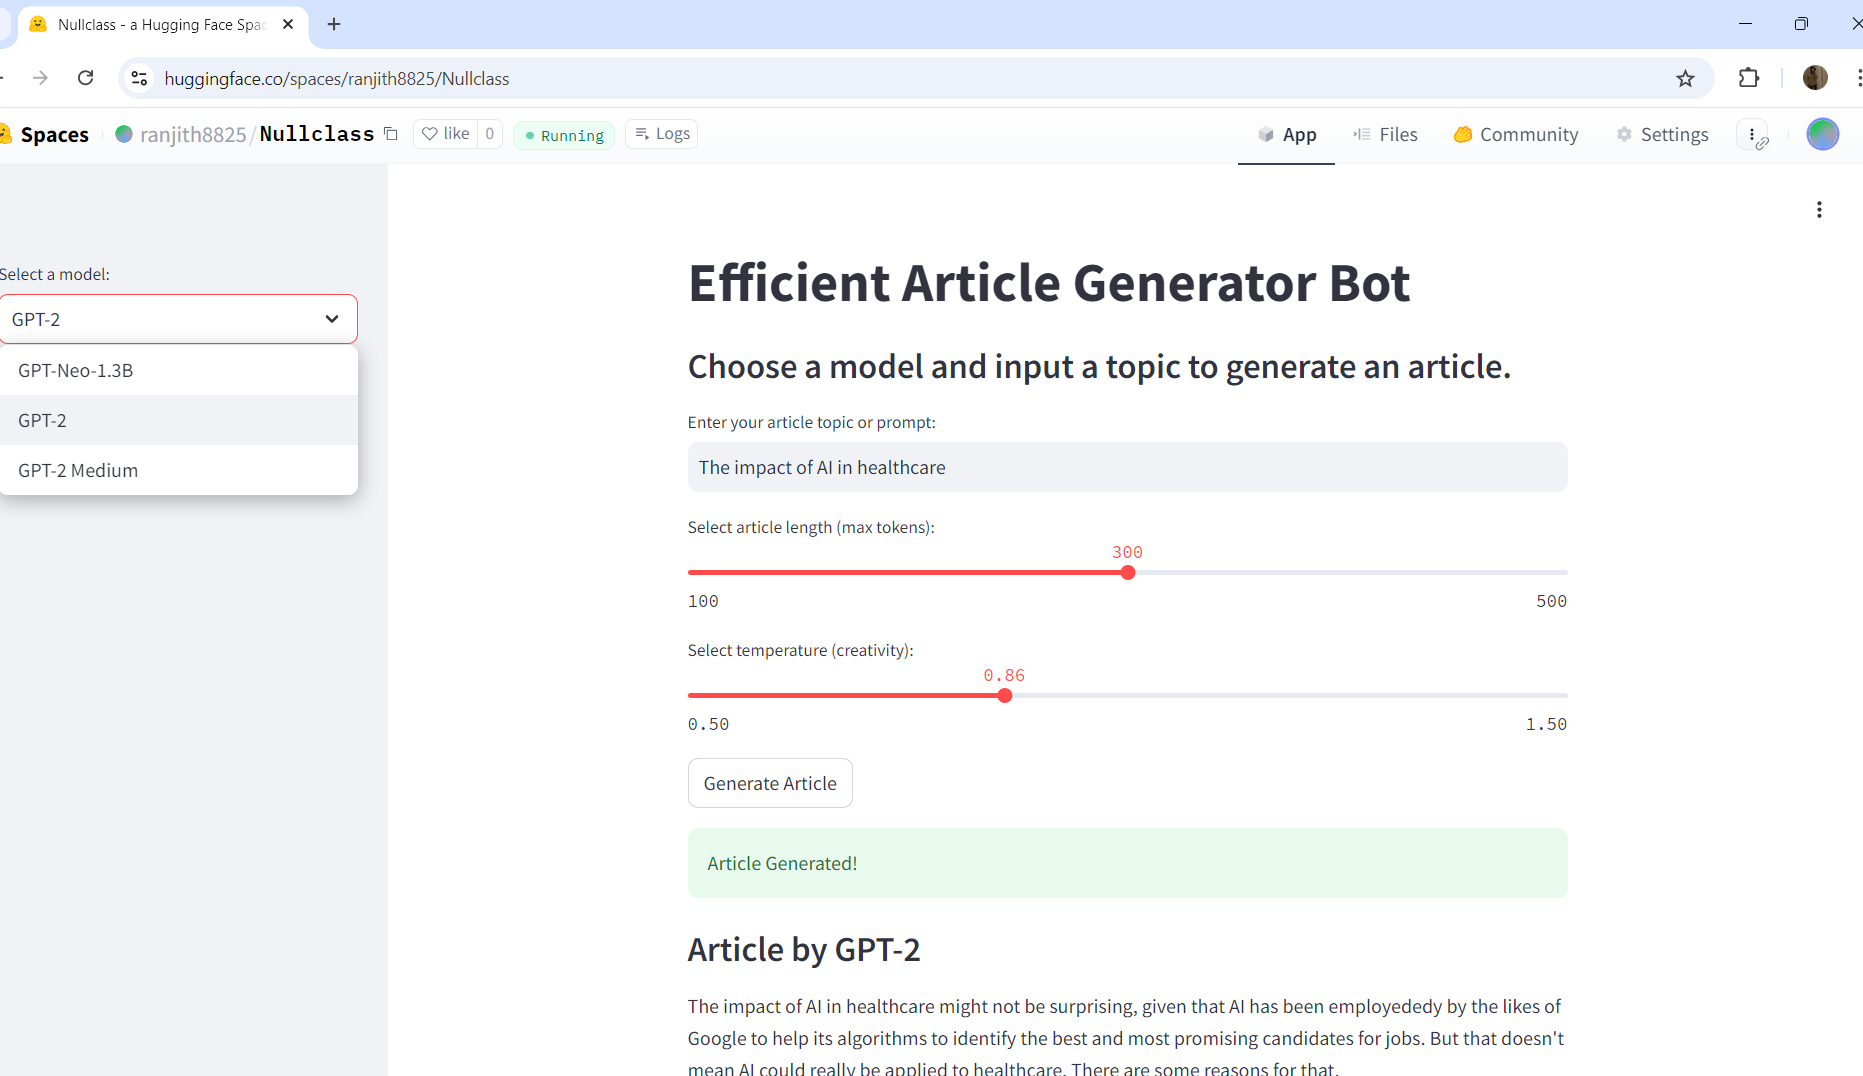 Nullclass - a Hugging Face Spac
huggingface.co/spaces/ranjith8825/Nullclass
Spaces ranjith8825/Nullclass like 0 Running Logs App Files Community Settings
Select a model:
GPT-2
GPT-Neo-1.3B
GPT-2
GPT-2 Medium
Efficient Article Generator Bot
Choose a model and input a topic to generate an article.
Enter your article topic or prompt:
The impact of AI in healthcare
Select article length (max tokens):
300
100 500
Select temperature (creativity):
0.86
0.50 1.50
Generate Article
Article Generated!
Article by GPT-2
The impact of AI in healthcare might not be surprising, given that AI has been employededy by the likes of
Google to help its algorithms to identify the best and most promising candidates for jobs. But that doesn't
mean AI could really be applied to healthcare. There are some reasons for that.